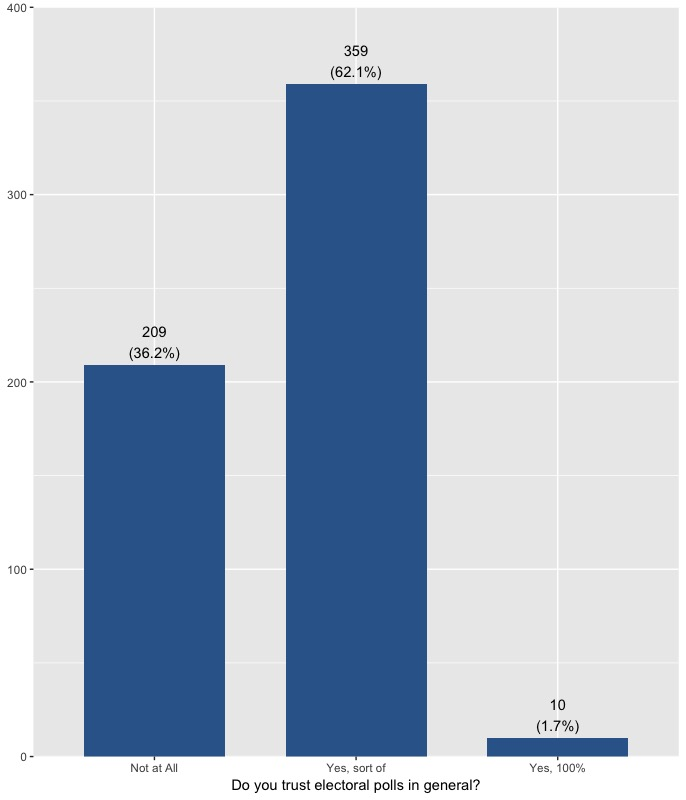 400
359
(62.1%)
300
209
(36.2%)
200
100
10
(1.7%)
0
Not at All
Yes, sort of
Yes, 100%
Do you trust electoral polls in general?